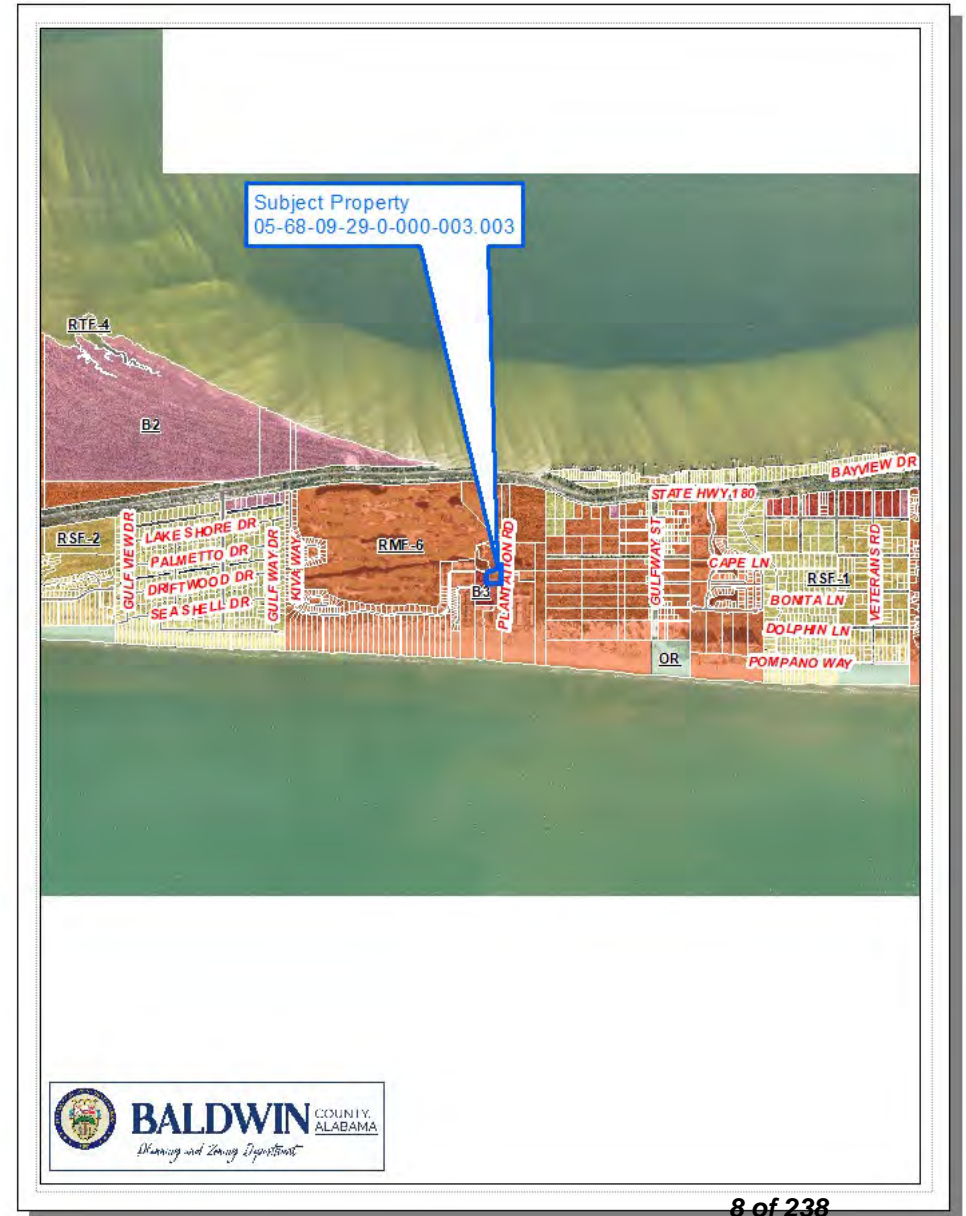 Subject Property
05-68-09-29-0-000-003.003
RTF-4
B2
BAYVIEW DR
STATE HWY 180
RSF-2
GULF VIEW DR
LAKE SHORE DR
PALMETTO DR
DRIFTWOOD DR
SEASHELL DR
GULF WAY DR
KIVA WAY
RMF-6
B3
PLANTATION RD
GULFWAY ST
CAPE LN
RSF-1
BONITA LN
DOLPHIN LN
VETERANS RD
OR
POMPANO WAY
BALDWIN COUNTY, ALABAMA
Planning and Zoning Department
8 of 238